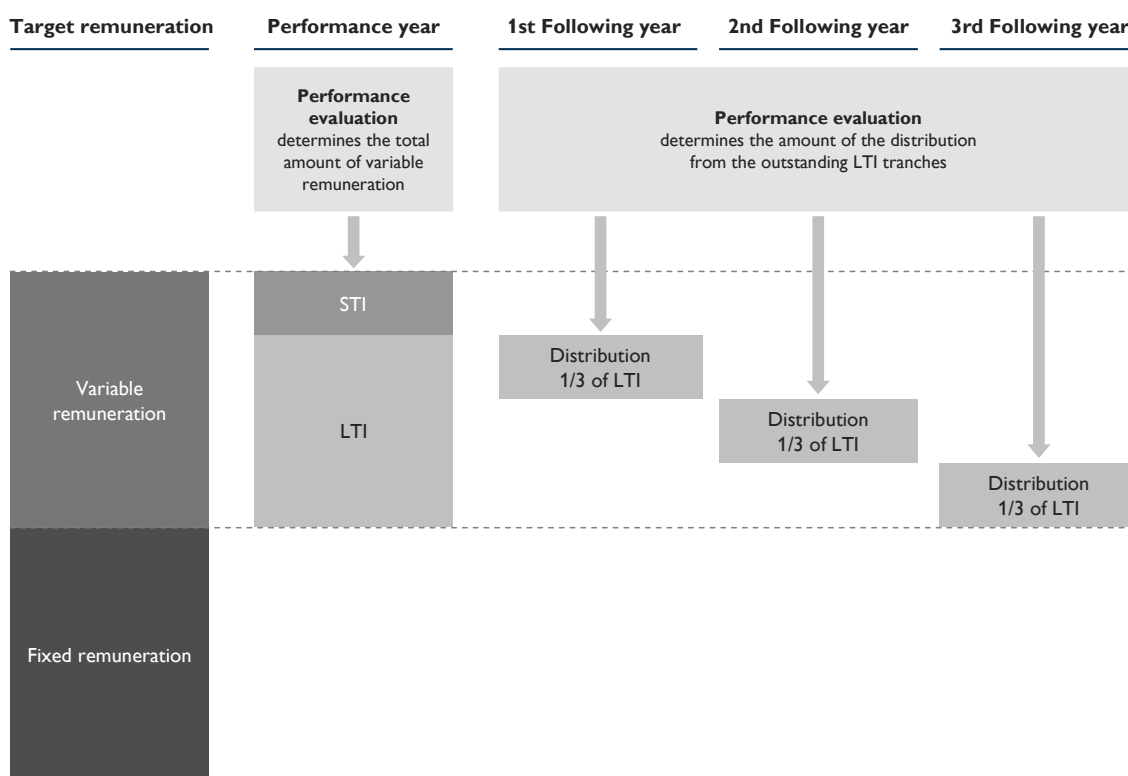 Target remuneration
Performance year
1st Following year
2nd Following year
3rd Following year
Performance
evaluation
determines the total
amount of variable
remuneration
Performance evaluation
determines the amount of the distribution
from the outstanding LTI tranches
STI
LTI
Variable
remuneration
Distribution
1/3 of LTI
Distribution
1/3 of LTI
Distribution
1/3 of LTI
Fixed remuneration